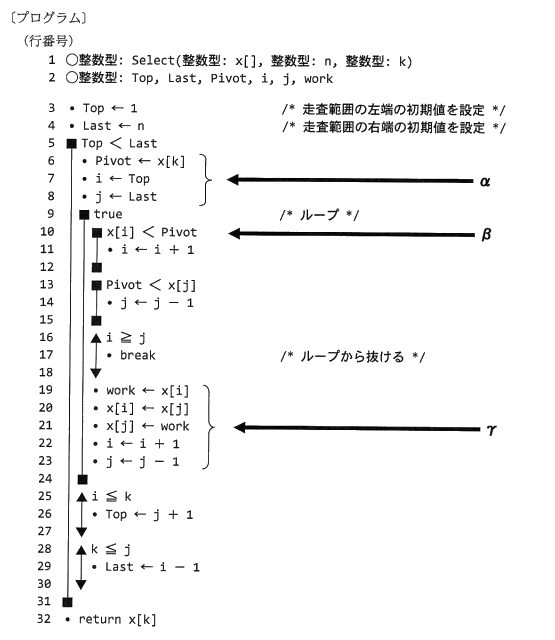 〔プログラム〕
(行番号)
1 ○整数型: Select(整数型: x[], 整数型: n, 整数型: k)
2 ○整数型: Top, Last, Pivot, i, j, work
3 • Top ← 1 /* 走査範囲の左端の初期値を設定 */
4 • Last ← n /* 走査範囲の右端の初期値を設定 */
5 ■ Top < Last
6 • Pivot ← x[k]
7 • i ← Top α
8 • j ← Last
9 ■ true /* ループ */
10 ■ x[i] < Pivot β
11 • i ← i + 1
12 ■
13 ■ Pivot < x[j]
14 • j ← j − 1
15 ■
16 ▲ i ≧ j
17 • break /* ループから抜ける */
18 ▼
19 • work ← x[i]
20 • x[i] ← x[j]
21 • x[j] ← work γ
22 • i ← i + 1
23 • j ← j − 1
24 ■
25 ▲ i ≦ k
26 • Top ← j + 1
27 ▼
28 ▲ k ≦ j
29 • Last ← i − 1
30 ▼
31 ■
32 • return x[k]